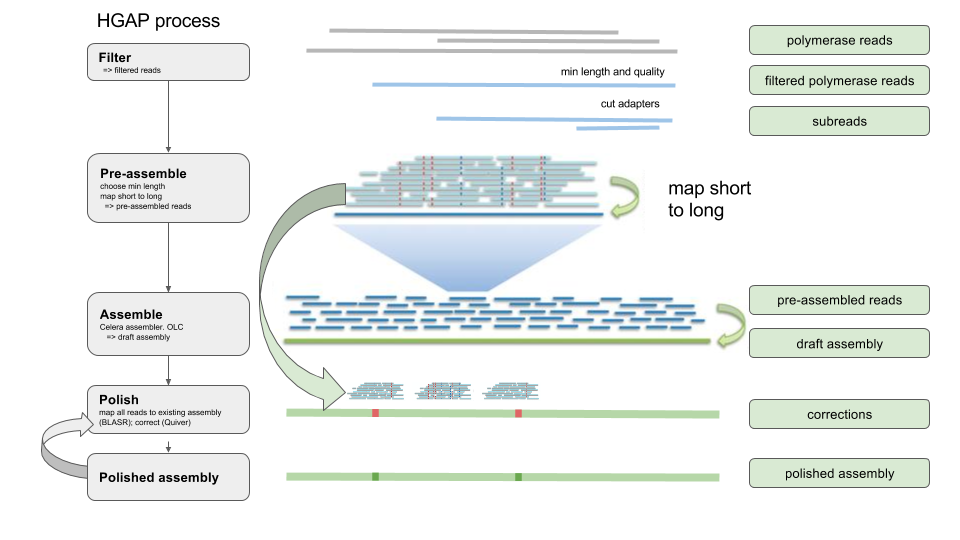 HGAP process
Filter
=> filtered reads
Pre-assemble
choose min length
map short to long
=> pre-assembled reads
Assemble
Celera assembler. OLC
=> draft assembly
Polish
map all reads to existing assembly
(BLASR); correct (Quiver)
Polished assembly
min length and quality
cut adapters
map short
to long
polymerase reads
filtered polymerase reads
subreads
pre-assembled reads
draft assembly
corrections
polished assembly